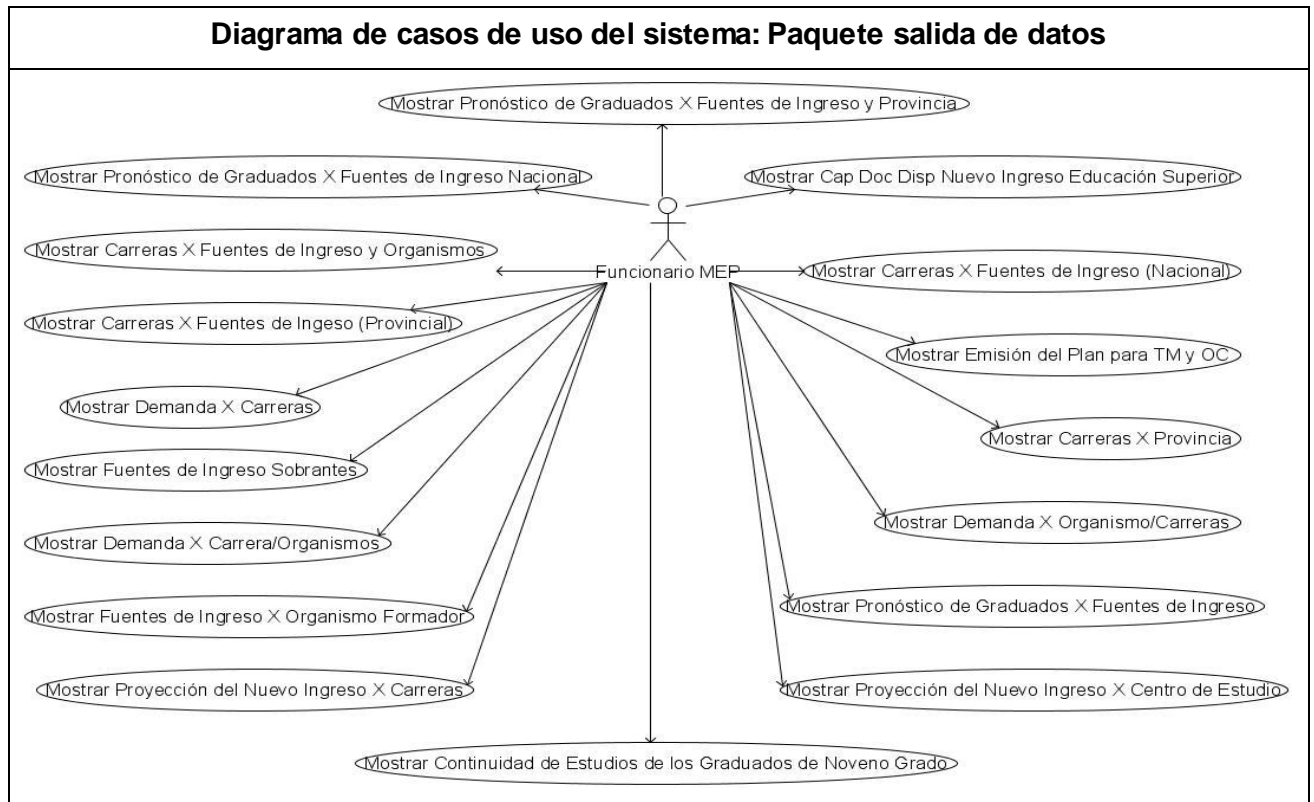 Diagrama de casos de uso del sistema: Paquete salida de datos
Mostrar Pronóstico de Graduados X Fuentes de Ingreso y Provincia
Mostrar Pronóstico de Graduados X Fuentes de Ingreso Nacional
Mostrar Cap Doc Disp Nuevo Ingreso Educación Superior
Mostrar Carreras X Fuentes de Ingreso y Organismos
Funcionario MEP
Mostrar Carreras X Fuentes de Ingreso (Nacional)
Mostrar Carreras X Fuentes de Ingeso (Provincial)
Mostrar Emisión del Plan para TM y OC
Mostrar Demanda X Carreras
Mostrar Carreras X Provincia
Mostrar Fuentes de Ingreso Sobrantes
Mostrar Demanda X Organismo/Carreras
Mostrar Demanda X Carrera/Organismos
Mostrar Pronóstico de Graduados X Fuentes de Ingreso
Mostrar Fuentes de Ingreso X Organismo Formador
Mostrar Proyección del Nuevo Ingreso X Carreras
Mostrar Proyección del Nuevo Ingreso X Centro de Estudio
Mostrar Continuidad de Estudios de los Graduados de Noveno Grado